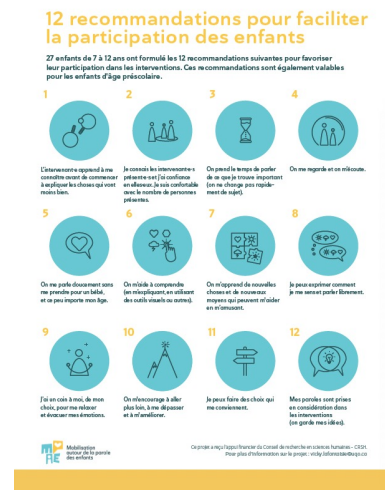 12 recommandations pour faciliter
la participation des enfants
27 enfants de 7 à 12 ans ont formulé les 12 recommandations suivantes pour favoriser
leur participation dans les interventions. Ces recommandations sont également valables
pour les enfants d'âge préscolaire.
1
L'intervenant·e apprend à me
connaître avant de commencer
à expliquer les choses qui vont
moins bien.
2
Je connais les intervenant·e·s
présent·e·s et j'ai confiance
en elles·eux. Je suis confortable
avec le nombre de personnes
présentes.
3
On prend le temps de parler
de ce que je trouve important
(on ne change pas rapide-
ment de sujet).
4
On me regarde et on m'écoute.
5
On me parle doucement sans
me prendre pour un bébé,
et ce peu importe mon âge.
6
On m'aide à comprendre
(en m'expliquant, en utilisant
des outils visuels ou autres).
7
On m'apprend de nouvelles
choses et de nouveaux
moyens qui peuvent m'aider
en m'amusant.
8
Je peux exprimer comment
je me sens et parler librement.
9
J'ai un coin à moi, de mon
choix, pour me relaxer
et évacuer mes émotions.
10
On m'encourage à aller
plus loin, à me dépasser
et à m'améliorer.
11
Je peux faire des choix qui
me conviennent.
12
Mes paroles sont prises
en considération dans
les interventions
(on garde mes idées).
Mobilisation
autour de la parole
des enfants
Ce projet a reçu l'appui financier du Conseil de recherche en sciences humaines - CRSH.
Pour plus d'information sur le projet :